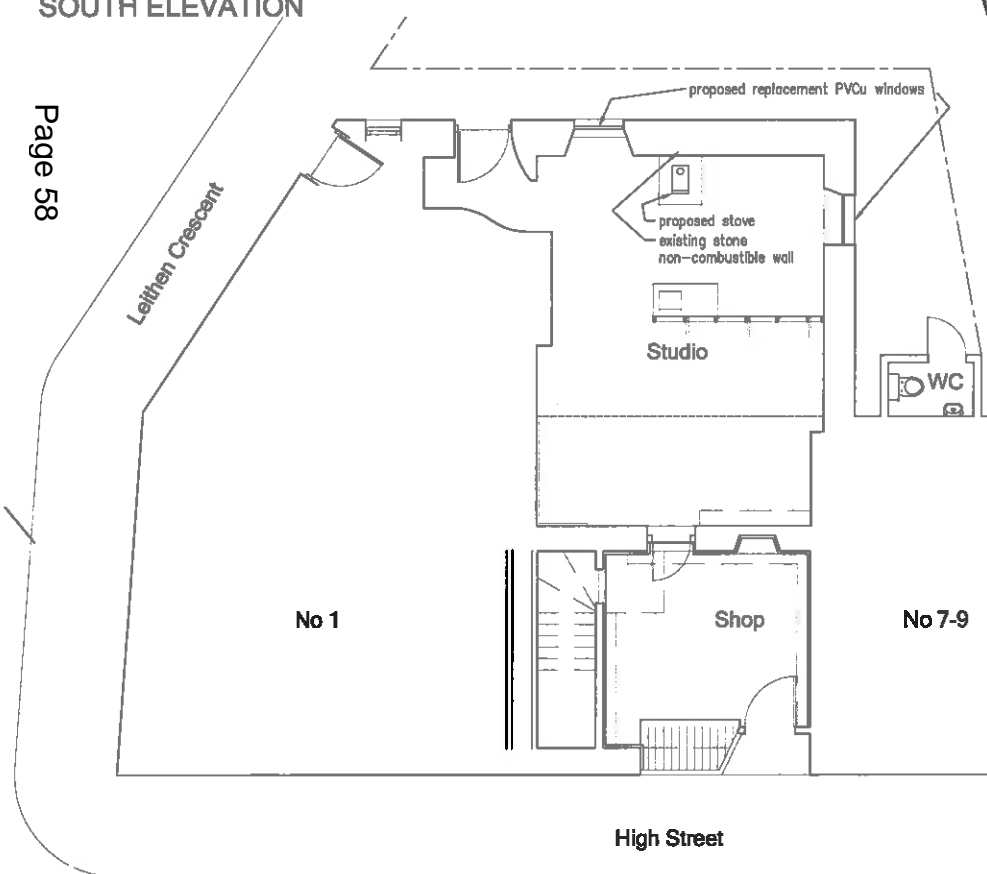 SOUTH ELEVATION
Page 58
proposed replacement PVCu windows
Leithen Crescent
proposed stove
existing stone
non-combustible wall
Studio
WC
No 1
Shop
No 7-9
High Street